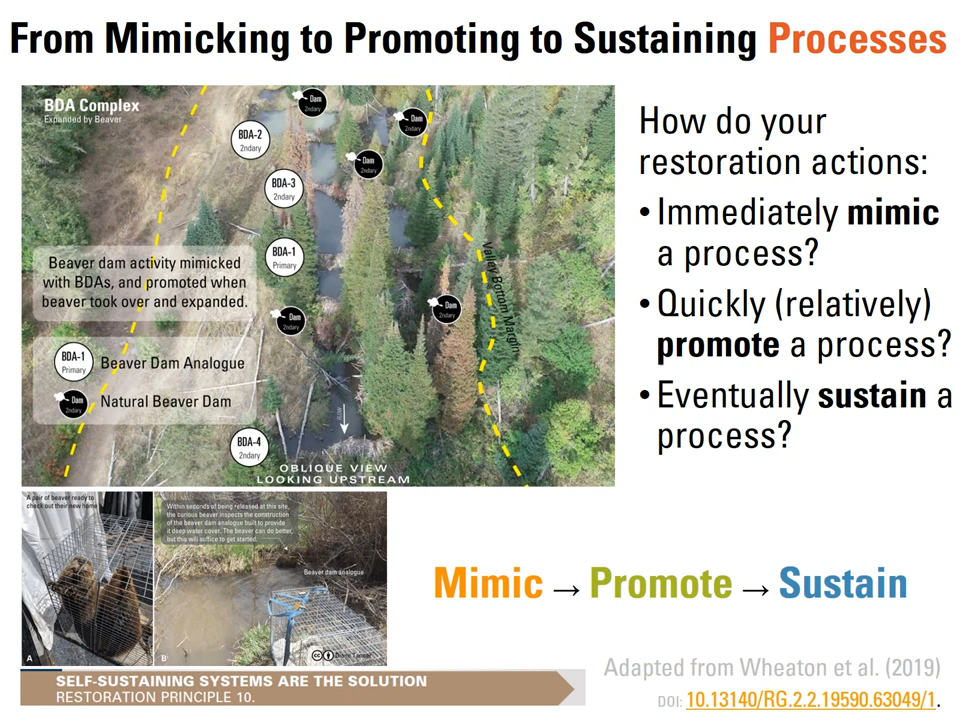 From Mimicking to Promoting to Sustaining Processes
BDA Complex
Expanded by Beaver
Dam
2ndary
Dam
2ndary
BDA-2
2ndary
Dam
2ndary
BDA-3
2ndary
BDA-1
Primary
Valley Bottom Margin
Beaver dam activity mimicked
with BDAs, and promoted when
beaver took over and expanded.
Dam
2ndary
Dam
2ndary
BDA-1
Primary
Beaver Dam Analogue
Dam
2ndary
Natural Beaver Dam
BDA-4
2ndary
OBLIQUE VIEW
LOOKING UPSTREAM
How do your
restoration actions:
• Immediately mimic
a process?
• Quickly (relatively)
promote a process?
• Eventually sustain a
process?
A pair of beaver ready to
check out their new home
A
Within seconds of being released at this site,
the curious beaver inspects the construction
of the beaver dam analogue built to provide
it deep water cover. The beaver can do better,
but this will suffice to get started.
Beaver dam analogue
B
Mimic → Promote → Sustain
SELF-SUSTAINING SYSTEMS ARE THE SOLUTION
RESTORATION PRINCIPLE 10.
Adapted from Wheaton et al. (2019)
DOI: 10.13140/RG.2.2.19590.63049/1.